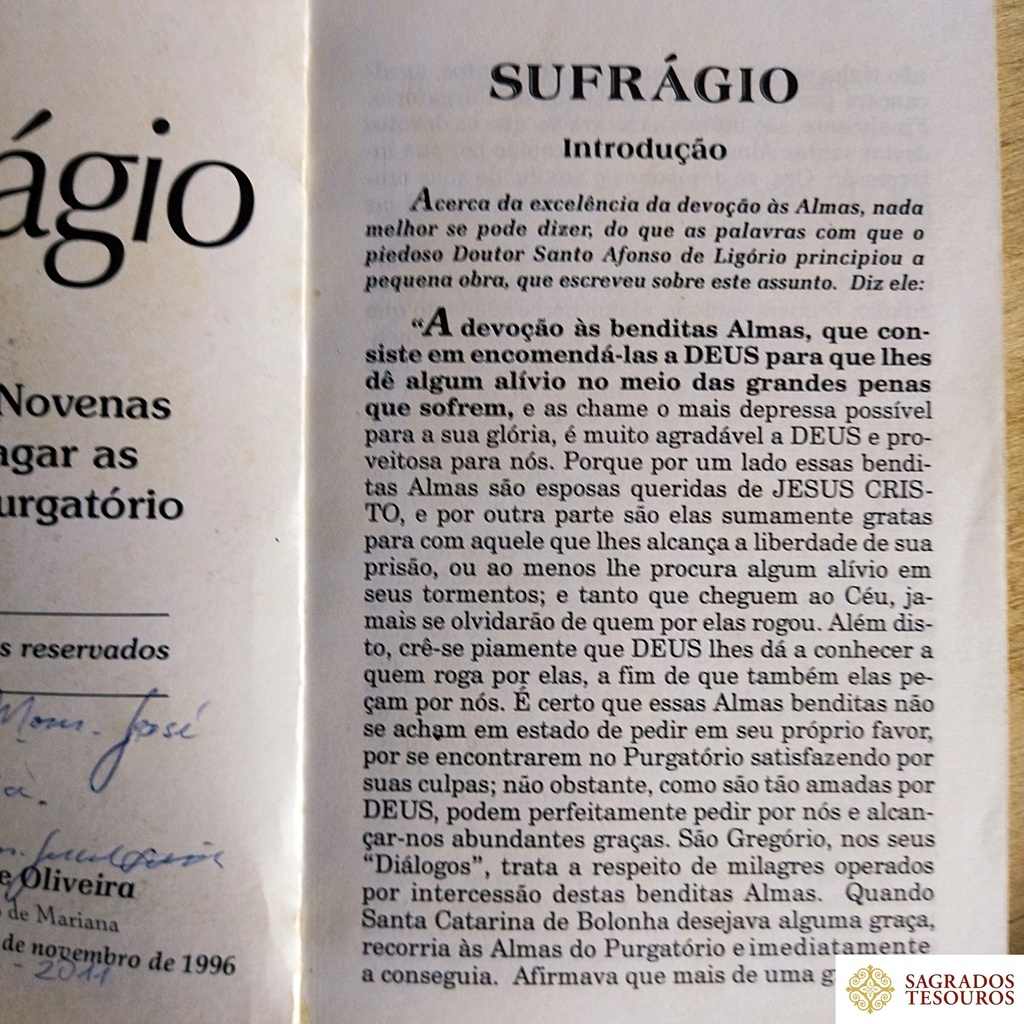 ágio
Novenas
agar as
urgatório
s reservados
Mons. José
a.
e Oliveira
de Mariana
de novembro de 1996
- 2011
SUFRÁGIO
Introdução
Acerca da excelência da devoção às Almas, nada
melhor se pode dizer, do que as palavras com que o
piedoso Doutor Santo Afonso de Ligório principiou a
pequena obra, que escreveu sobre este assunto. Diz ele:
“A devoção às benditas Almas, que con-
siste em encomendá-las a DEUS para que lhes
dê algum alívio no meio das grandes penas
que sofrem, e as chame o mais depressa possível
para a sua glória, é muito agradável a DEUS e pro-
veitosa para nós. Porque por um lado essas bendi-
tas Almas são esposas queridas de JESUS CRIS-
TO, e por outra parte são elas sumamente gratas
para com aquele que lhes alcança a liberdade de sua
prisão, ou ao menos lhe procura algum alívio em
seus tormentos; e tanto que cheguem ao Céu, ja-
mais se olvidarão de quem por elas rogou. Além dis-
to, crê-se piamente que DEUS lhes dá a conhecer a
quem roga por elas, a fim de que também elas pe-
çam por nós. É certo que essas Almas benditas não
se acham em estado de pedir em seu próprio favor,
por se encontrarem no Purgatório satisfazendo por
suas culpas; não obstante, como são tão amadas por
DEUS, podem perfeitamente pedir por nós e alcan-
çar-nos abundantes graças. São Gregório, nos seus
“Diálogos”, trata a respeito de milagres operados
por intercessão destas benditas Almas. Quando
Santa Catarina de Bolonha desejava alguma graça,
recorria às Almas do Purgatório e imediatamente
a conseguia. Afirmava que mais de uma g
SAGRADOS
TESOUROS